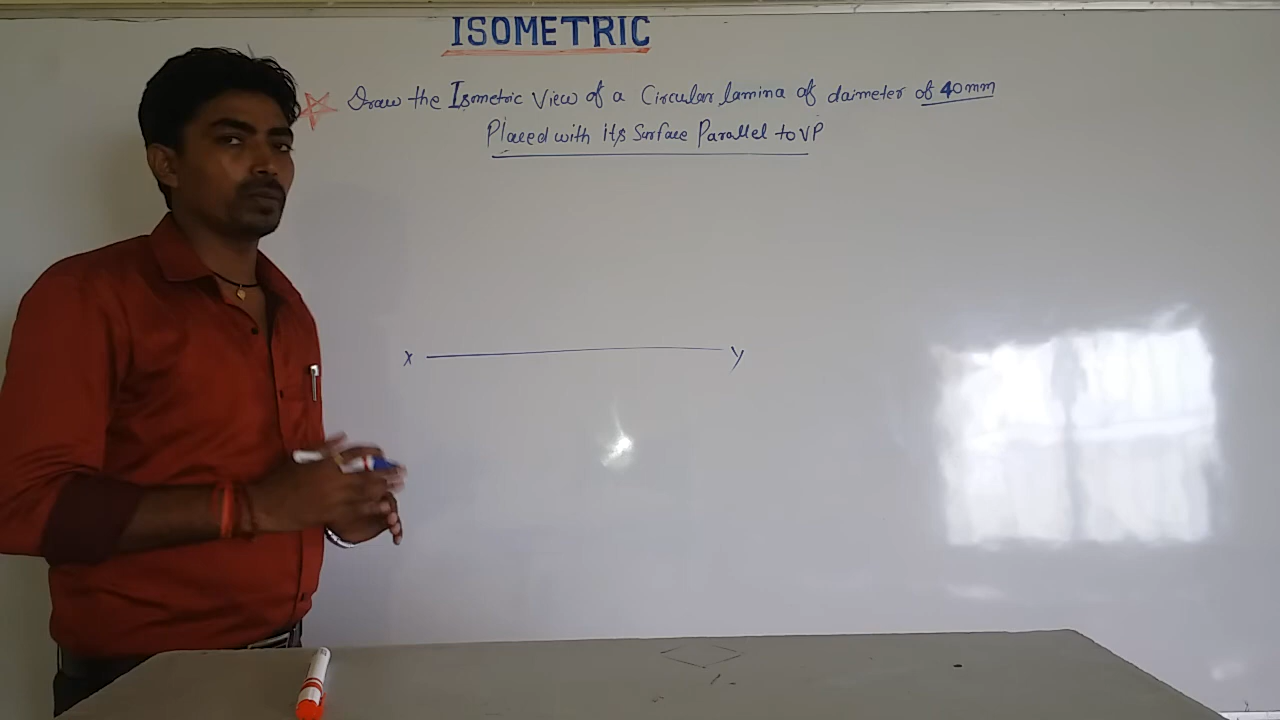 ISOMETRIC
Draw the Isometric View of a Circular lamina of daimeter of 40mm
Placed with its Surface Parallel to VP
X Y